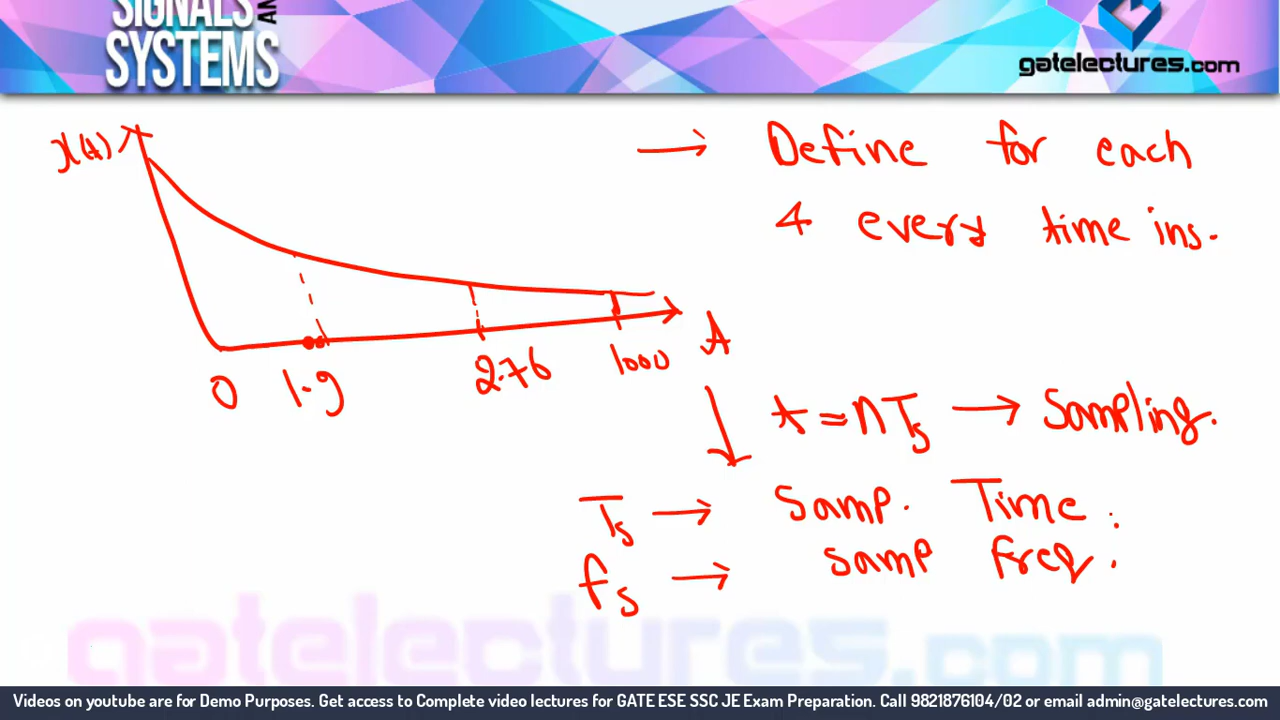 SIGNALS AND
SYSTEMS
gatelectures.com
x(t)
→ Define for each
& every time ins.
0 1.9 2.76 1000 t
t = nTs → Sampling.
Ts → Samp. Time.
fs → samp freq.
gatelectures.com
Videos on youtube are for Demo Purposes. Get access to Complete video lectures for GATE ESE SSC JE Exam Preparation. Call 9821876104/02 or email admin@gatelectures.com